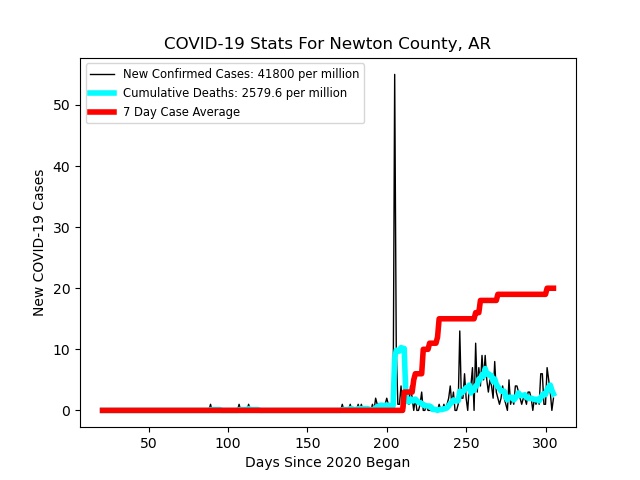 COVID-19 Stats For Newton County, AR
New Confirmed Cases: 41800 per million
Cumulative Deaths: 2579.6 per million
7 Day Case Average
New COVID-19 Cases
50
40
30
20
10
0
50 100 150 200 250 300
Days Since 2020 Began